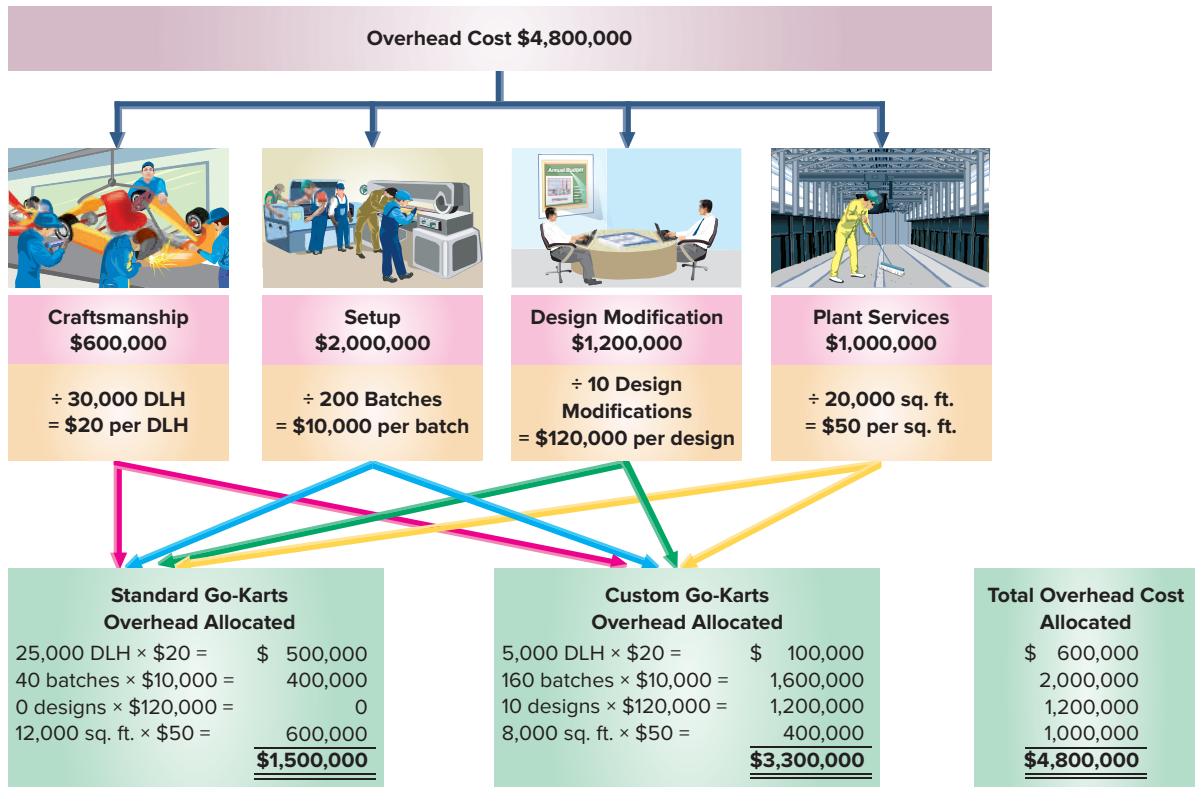 Overhead Cost $4,800,000
Annual Budget
Craftsmanship
$600,000
÷ 30,000 DLH
= $20 per DLH
Setup
$2,000,000
÷ 200 Batches
= $10,000 per batch
Design Modification
$1,200,000
÷ 10 Design
Modifications
= $120,000 per design
Plant Services
$1,000,000
÷ 20,000 sq. ft.
= $50 per sq. ft.
Standard Go-Karts
Overhead Allocated
25,000 DLH × $20 = $ 500,000
40 batches × $10,000 = 400,000
0 designs × $120,000 = 0
12,000 sq. ft. × $50 = 600,000
$1,500,000
Custom Go-Karts
Overhead Allocated
5,000 DLH × $20 = $ 100,000
160 batches × $10,000 = 1,600,000
10 designs × $120,000 = 1,200,000
8,000 sq. ft. × $50 = 400,000
$3,300,000
Total Overhead Cost
Allocated
$ 600,000
2,000,000
1,200,000
1,000,000
$4,800,000